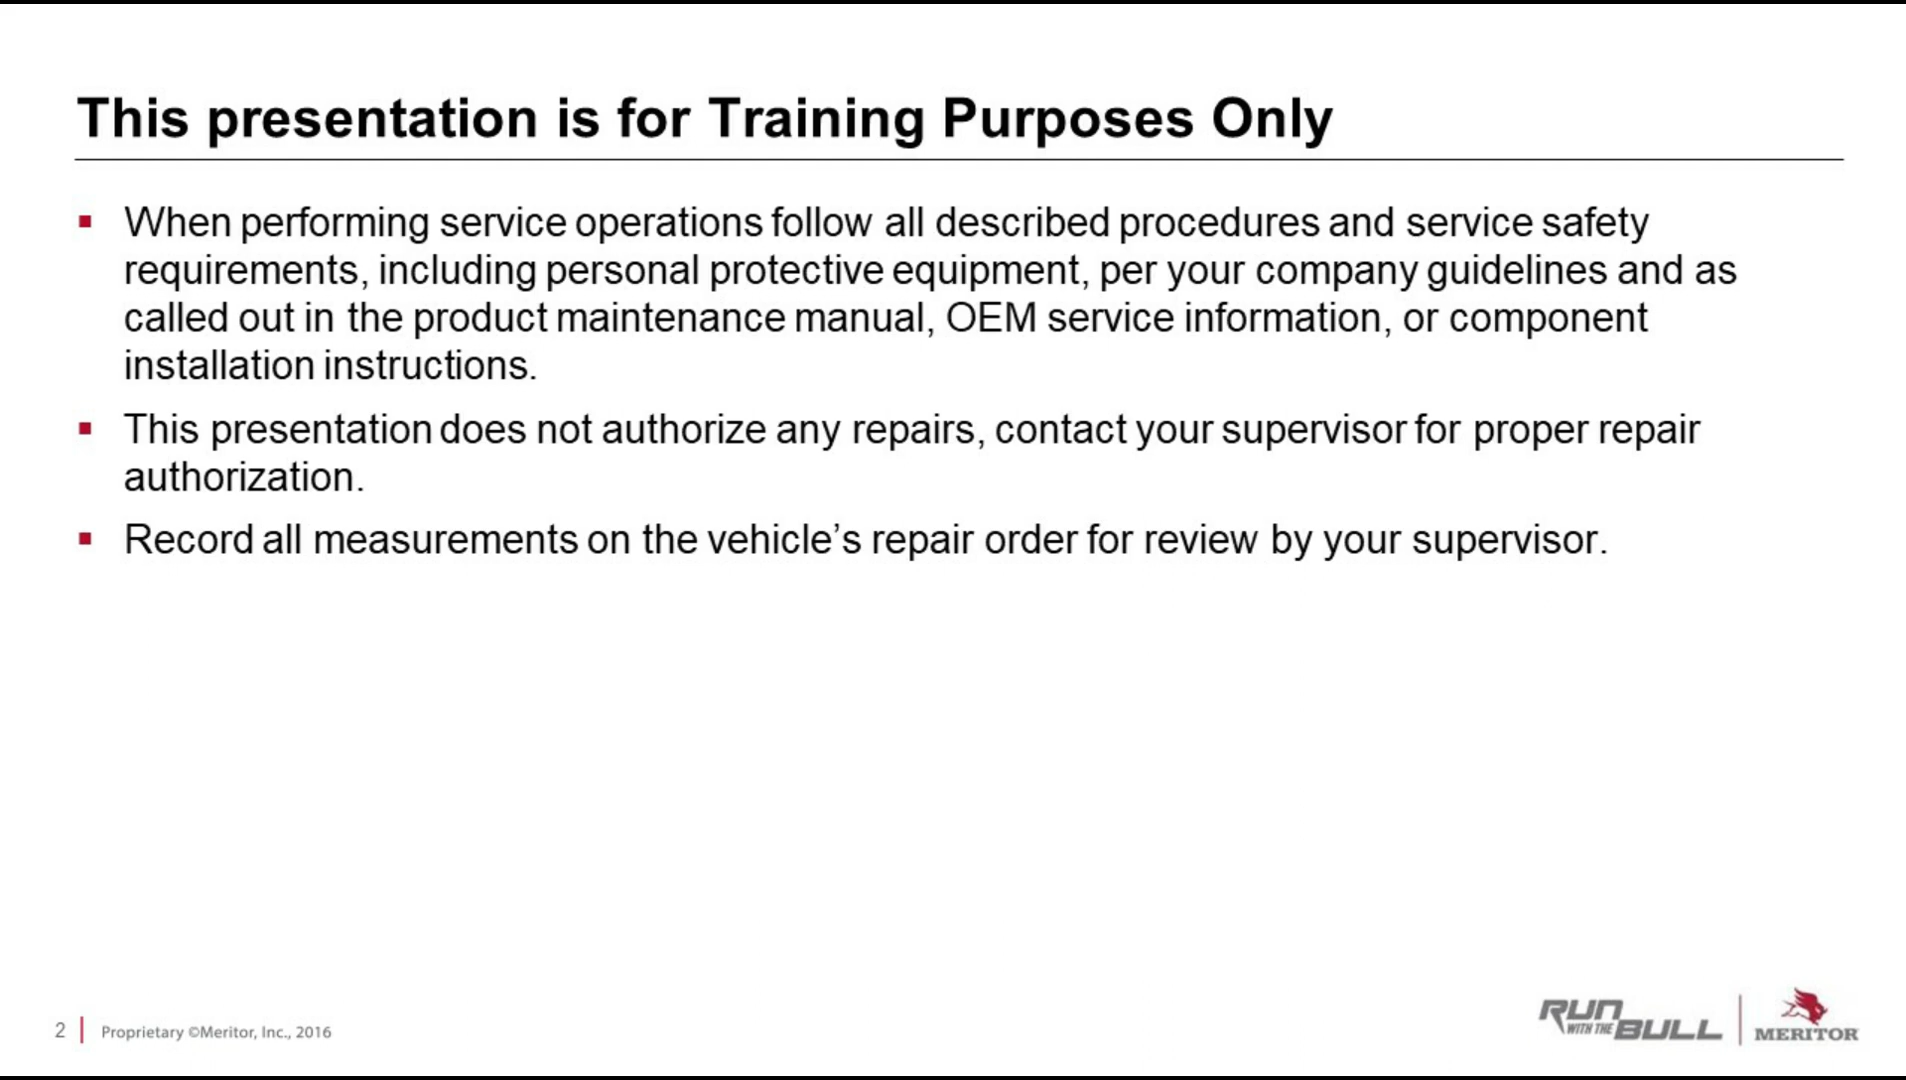 This presentation is for Training Purposes Only
When performing service operations follow all described procedures and service safety
requirements, including personal protective equipment, per your company guidelines and as
called out in the product maintenance manual, OEM service information, or component
installation instructions.
This presentation does not authorize any repairs, contact your supervisor for proper repair
authorization.
Record all measurements on the vehicle’s repair order for review by your supervisor.
2
Proprietary ©Meritor, Inc., 2016
RUN
WITH THE BULL
MERITOR